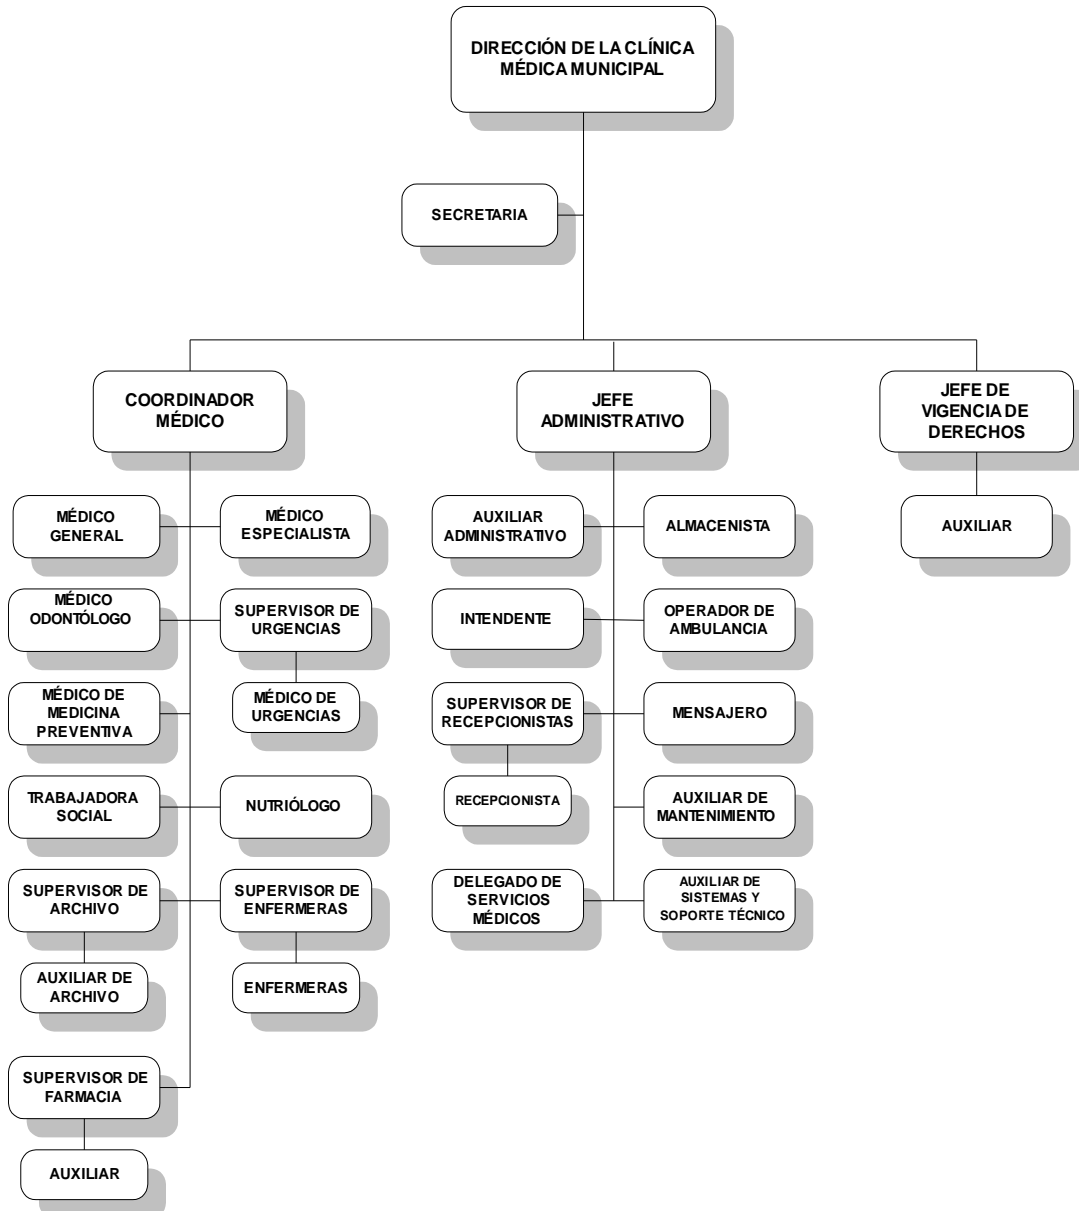 DIRECCIÓN DE LA CLÍNICA
MÉDICA MUNICIPAL
SECRETARIA
COORDINADOR
MÉDICO
JEFE
ADMINISTRATIVO
JEFE DE
VIGENCIA DE
DERECHOS
MÉDICO
GENERAL
MÉDICO
ESPECIALISTA
AUXILIAR
ADMINISTRATIVO
ALMACENISTA
AUXILIAR
MÉDICO
ODONTÓLOGO
SUPERVISOR DE
URGENCIAS
INTENDENTE
OPERADOR DE
AMBULANCIA
MÉDICO DE
MEDICINA
PREVENTIVA
MÉDICO DE
URGENCIAS
SUPERVISOR DE
RECEPCIONISTAS
MENSAJERO
TRABAJADORA
SOCIAL
NUTRIÓLOGO
RECEPCIONISTA
AUXILIAR DE
MANTENIMIENTO
SUPERVISOR DE
ARCHIVO
SUPERVISOR DE
ENFERMERAS
DELEGADO DE
SERVICIOS
MÉDICOS
AUXILIAR DE
SISTEMAS Y
SOPORTE TÉCNICO
AUXILIAR DE
ARCHIVO
ENFERMERAS
SUPERVISOR DE
FARMACIA
AUXILIAR